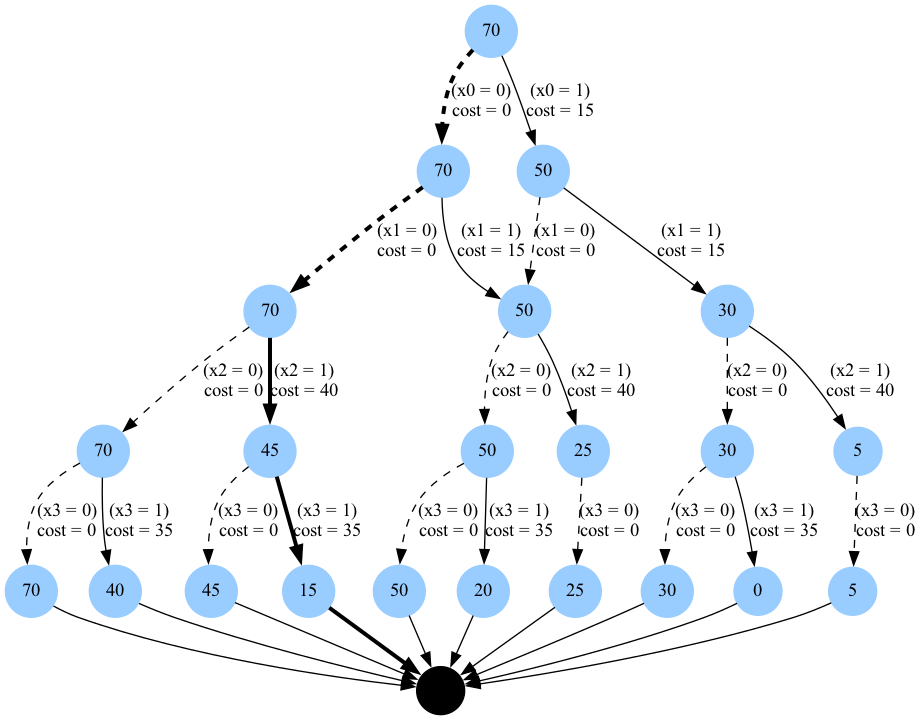 70
(x0 = 0)
cost = 0
(x0 = 1)
cost = 15
70
50
(x1 = 0)
cost = 0
(x1 = 1)
cost = 15
(x1 = 0)
cost = 0
(x1 = 1)
cost = 15
70
50
30
(x2 = 0)
cost = 0
(x2 = 1)
cost = 40
(x2 = 0)
cost = 0
(x2 = 1)
cost = 40
(x2 = 0)
cost = 0
(x2 = 1)
cost = 40
70
45
50
25
30
5
(x3 = 0)
cost = 0
(x3 = 1)
cost = 35
(x3 = 0)
cost = 0
(x3 = 1)
cost = 35
(x3 = 0)
cost = 0
(x3 = 1)
cost = 35
(x3 = 0)
cost = 0
(x3 = 0)
cost = 0
(x3 = 1)
cost = 35
(x3 = 0)
cost = 0
70
40
45
15
50
20
25
30
0
5